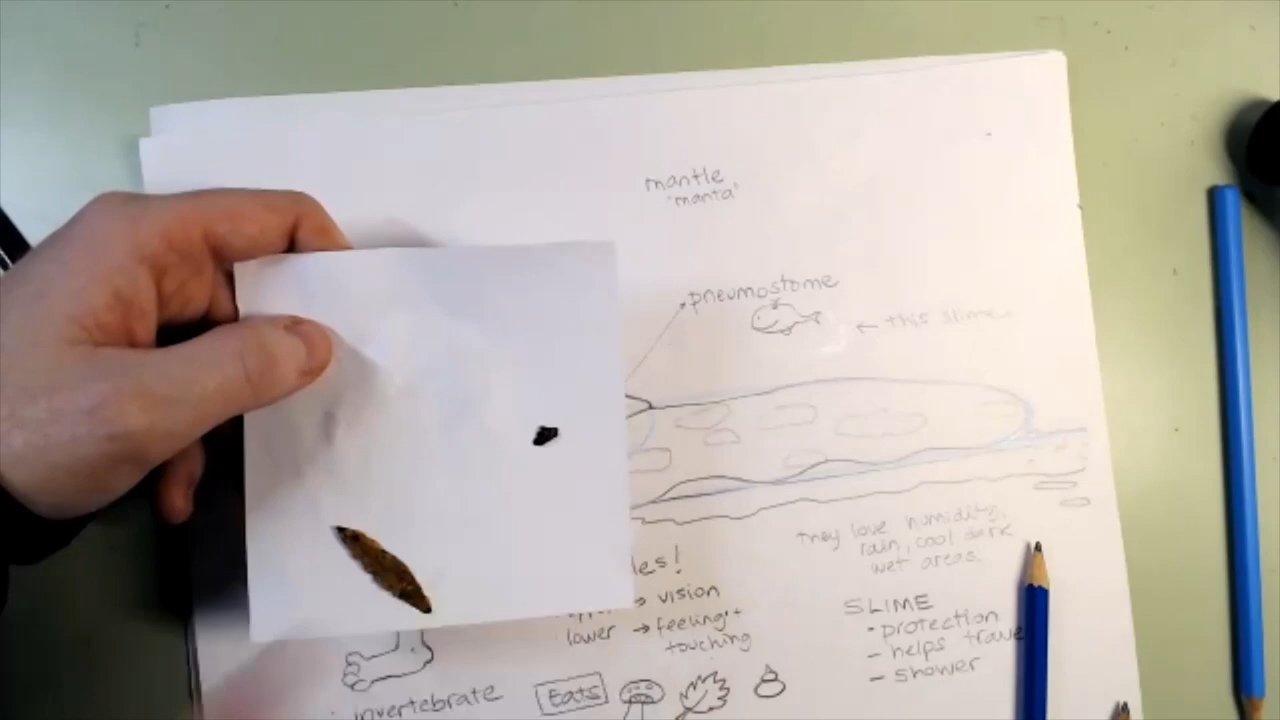 mantle
"manta"
pneumostome
← this slime
They love humidity,
rain, cool dark
wet areas.
les!
→ vision
lower → feeling +
touching
SLIME
• protection
- helps trave
- shower
invertebrate
Eats